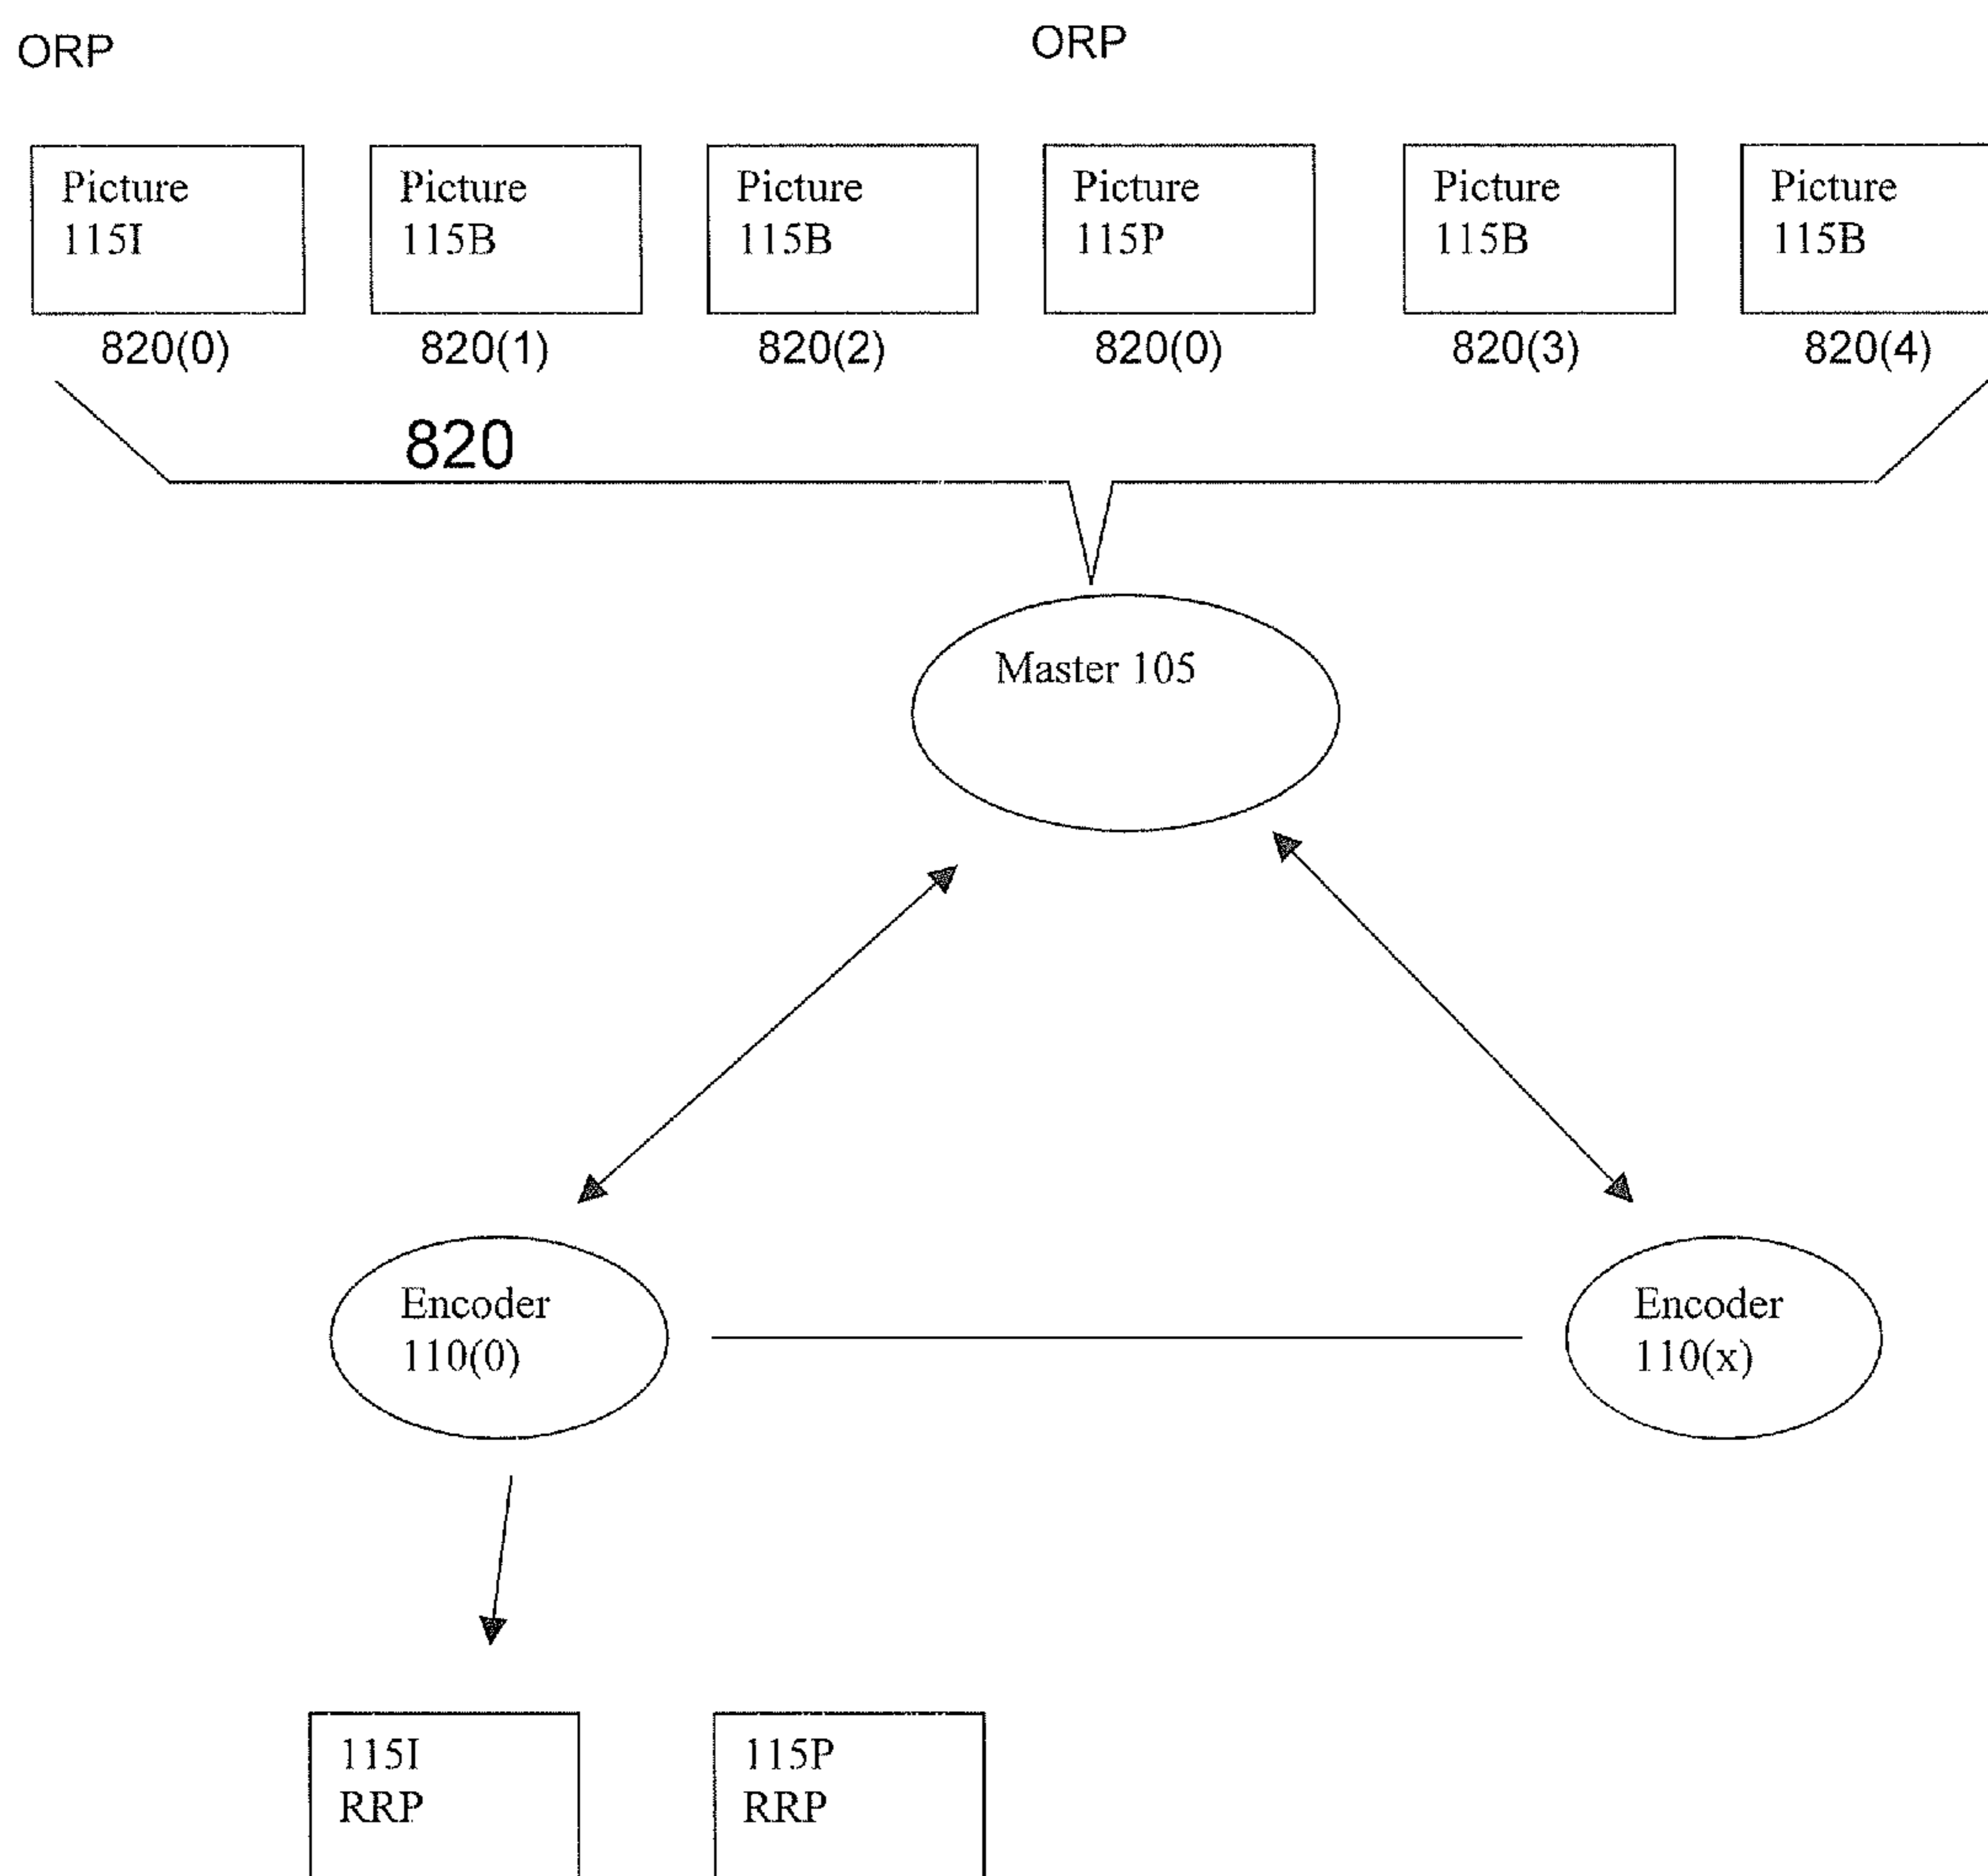 ORP
ORP
Picture
115I
Picture
115B
Picture
115B
Picture
115P
Picture
115B
Picture
115B
820(0)
820(1)
820(2)
820(0)
820(3)
820(4)
820
Master 105
Encoder
110(0)
Encoder
110(x)
115I
RRP
115P
RRP